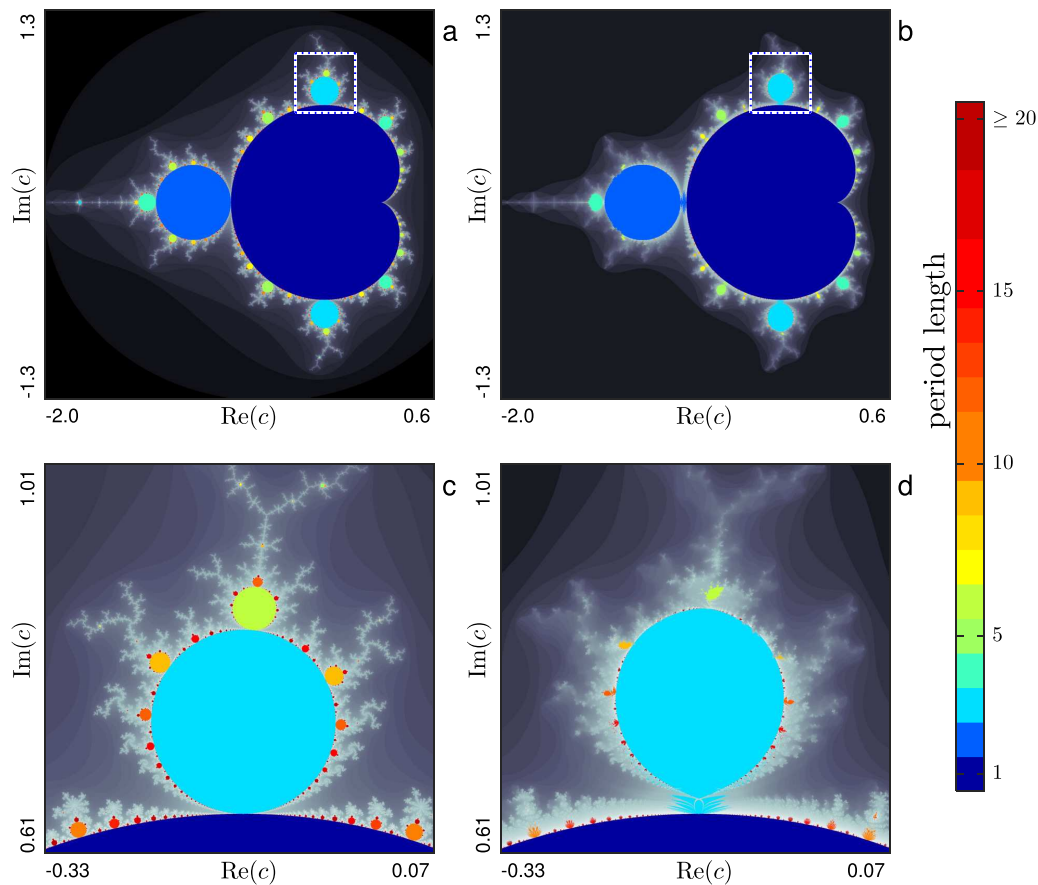 1.3
a
Im(c)
-1.3
-2.0
Re(c)
0.6
1.3
b
Im(c)
-1.3
-2.0
Re(c)
0.6
1.01
c
Im(c)
0.61
-0.33
Re(c)
0.07
1.01
d
Im(c)
0.61
-0.33
Re(c)
0.07
≥ 20
15
10
5
1
period length